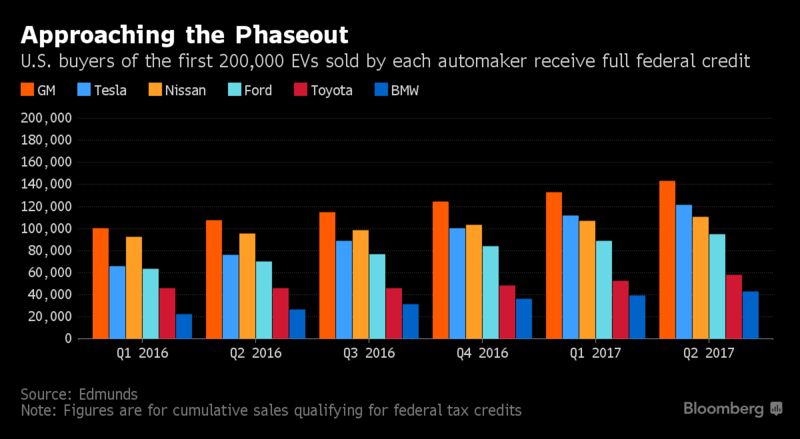 Approaching the Phaseout
U.S. buyers of the first 200,000 EVs sold by each automaker receive full federal credit
GM Tesla Nissan Ford Toyota BMW
200,000
180,000
160,000
140,000
120,000
100,000
80,000
60,000
40,000
20,000
0
Q1 2016 Q2 2016 Q3 2016 Q4 2016 Q1 2017 Q2 2017
Source: Edmunds
Note: Figures are for cumulative sales qualifying for federal tax credits
Bloomberg